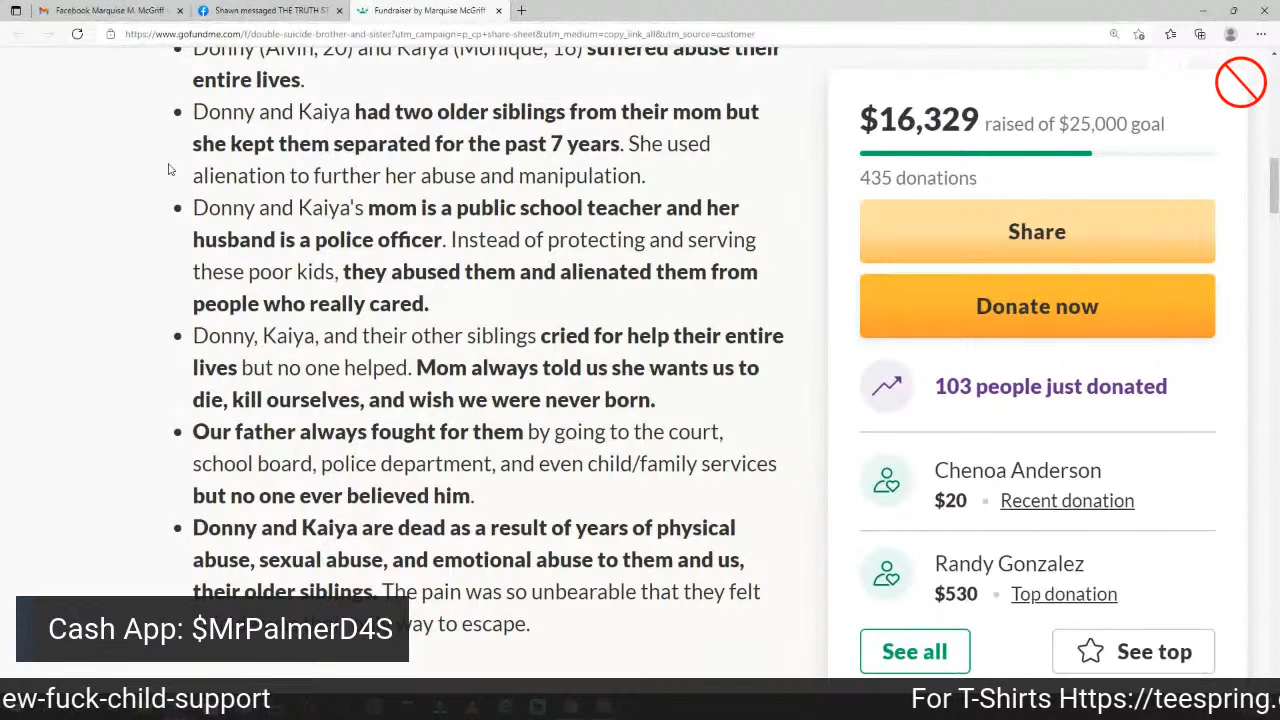 Facebook Marquise M. McGriff
Shawn messaged THE TRUTH ST
Fundraiser by Marquise McGriff
https://www.gofundme.com/f/double-suicide-brother-and-sister?utm_campaign=p_cp+share-sheet&utm_medium=copy_link_all&utm_source=customer
Donny (Alvin, 20) and Kaiya (Monique, 16) suffered abuse their
entire lives.
Donny and Kaiya had two older siblings from their mom but
she kept them separated for the past 7 years. She used
alienation to further her abuse and manipulation.
Donny and Kaiya's mom is a public school teacher and her
husband is a police officer. Instead of protecting and serving
these poor kids, they abused them and alienated them from
people who really cared.
Donny, Kaiya, and their other siblings cried for help their entire
lives but no one helped. Mom always told us she wants us to
die, kill ourselves, and wish we were never born.
Our father always fought for them by going to the court,
school board, police department, and even child/family services
but no one ever believed him.
Donny and Kaiya are dead as a result of years of physical
abuse, sexual abuse, and emotional abuse to them and us,
their older siblings. The pain was so unbearable that they felt
way to escape.
$16,329 raised of $25,000 goal
435 donations
Share
Donate now
103 people just donated
Chenoa Anderson
$20 • Recent donation
Randy Gonzalez
$530 • Top donation
See all
See top
Cash App: $MrPalmerD4S
ew-fuck-child-support
For T-Shirts Https://teespring.